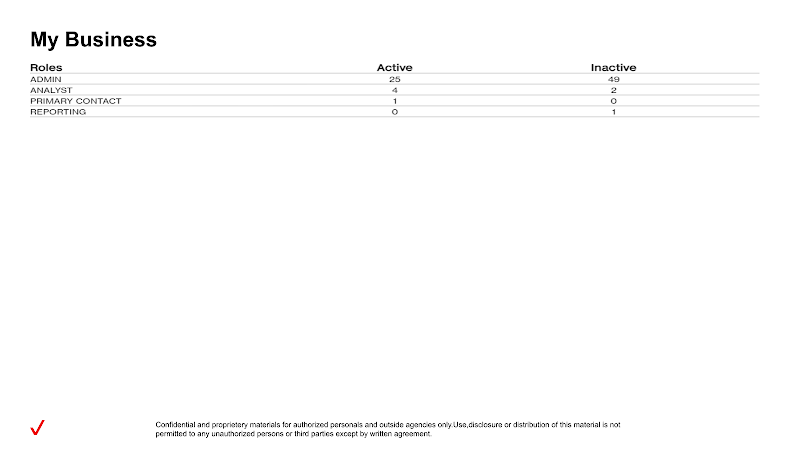 My Business
Roles Active Inactive
ADMIN 25 49
ANALYST 4 2
PRIMARY CONTACT 1 0
REPORTING 0 1
Confidential and proprietery materials for authorized personals and outside agencies only.Use,disclosure or distribution of this material is not
permitted to any unauthorized persons or third parties except by written agreement.